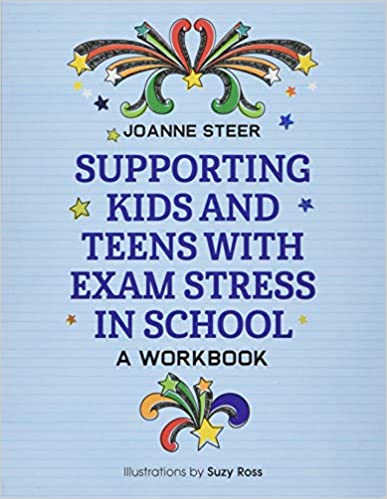 JOANNE STEER
SUPPORTING
KIDS AND
TEENS WITH
EXAM STRESS
IN SCHOOL
A WORKBOOK
Illustrations by Suzy Ross